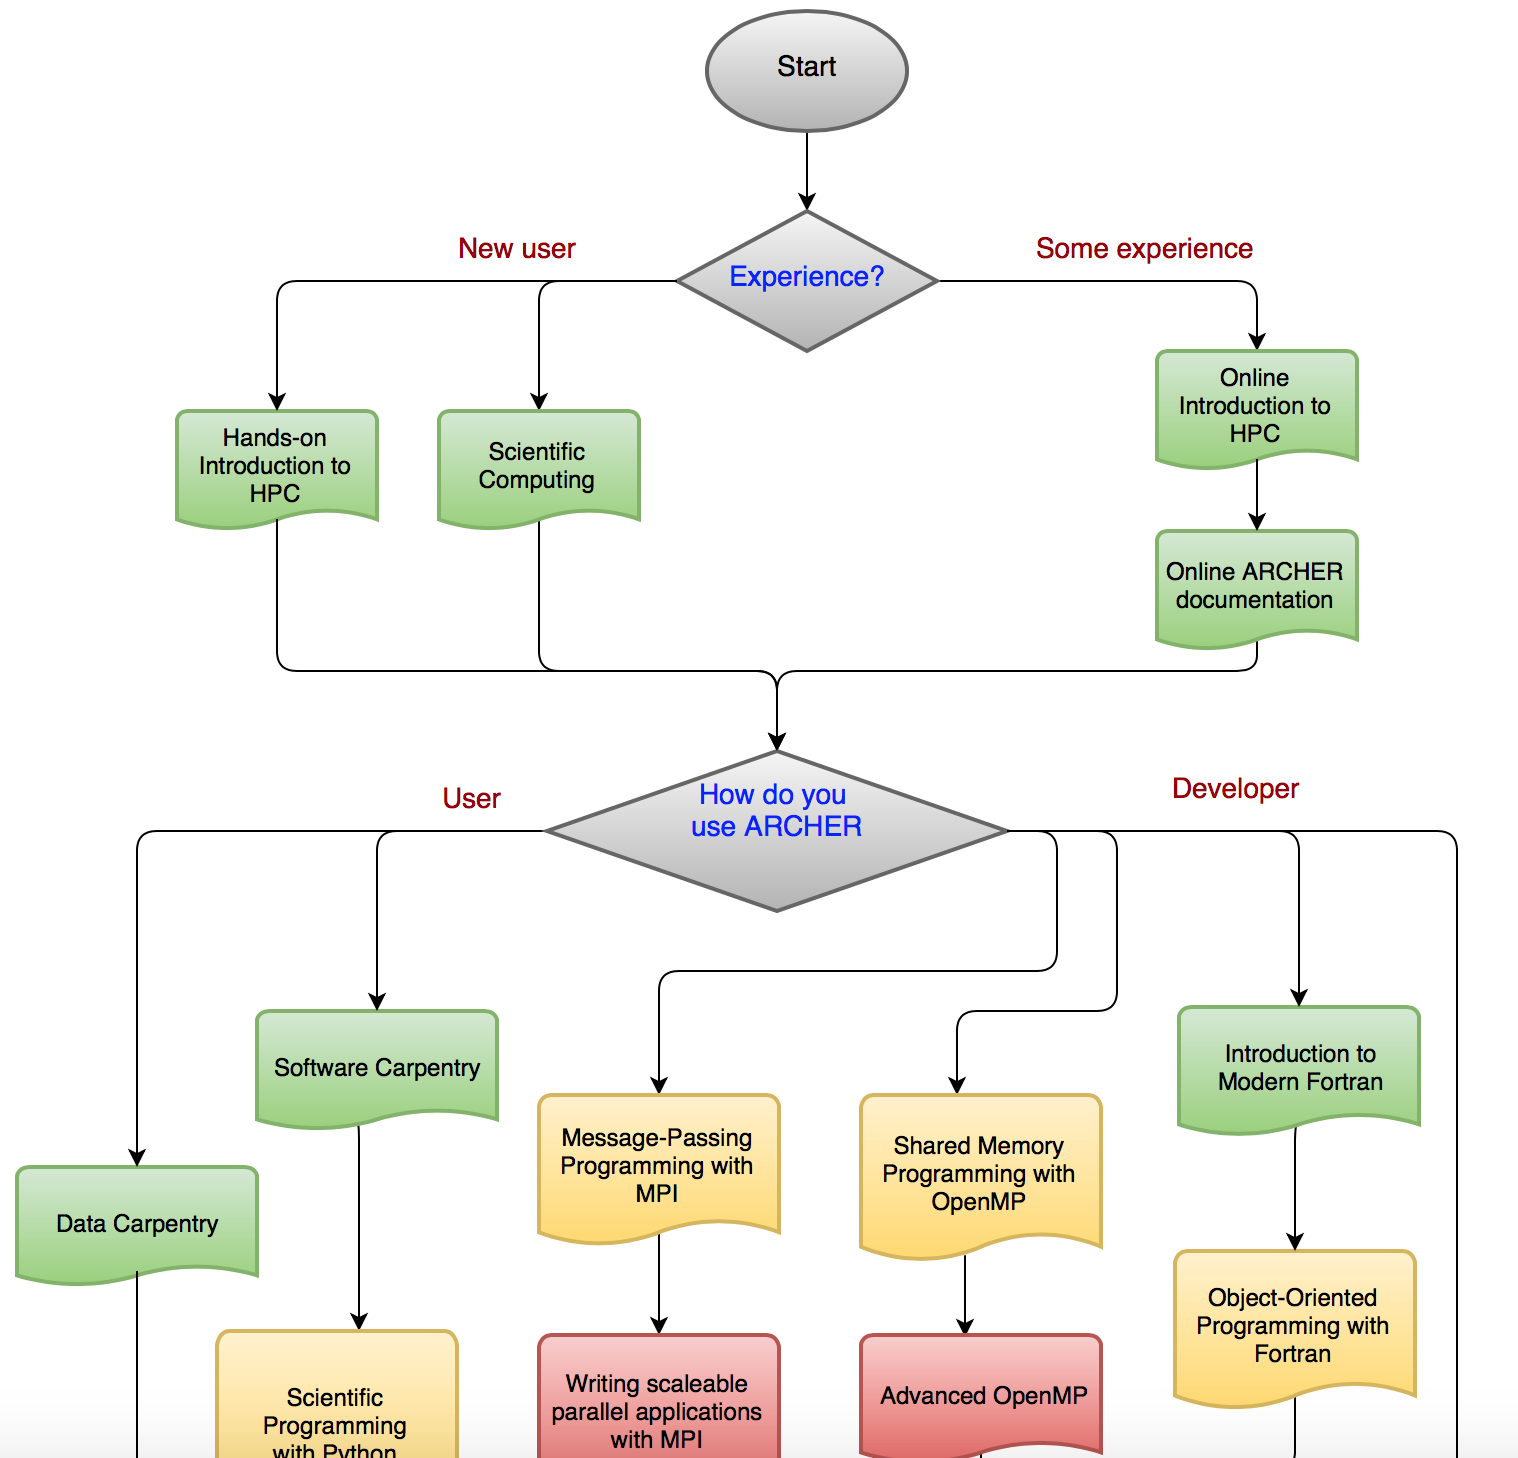 Start
New user
Experience?
Some experience
Hands-on
Introduction to
HPC
Scientific
Computing
Online
Introduction to
HPC
Online ARCHER
documentation
User
How do you
use ARCHER
Developer
Software Carpentry
Data Carpentry
Message-Passing
Programming with
MPI
Shared Memory
Programming with
OpenMP
Introduction to
Modern Fortran
Object-Oriented
Programming with
Fortran
Scientific
Programming
with Python
Writing scaleable
parallel applications
with MPI
Advanced OpenMP